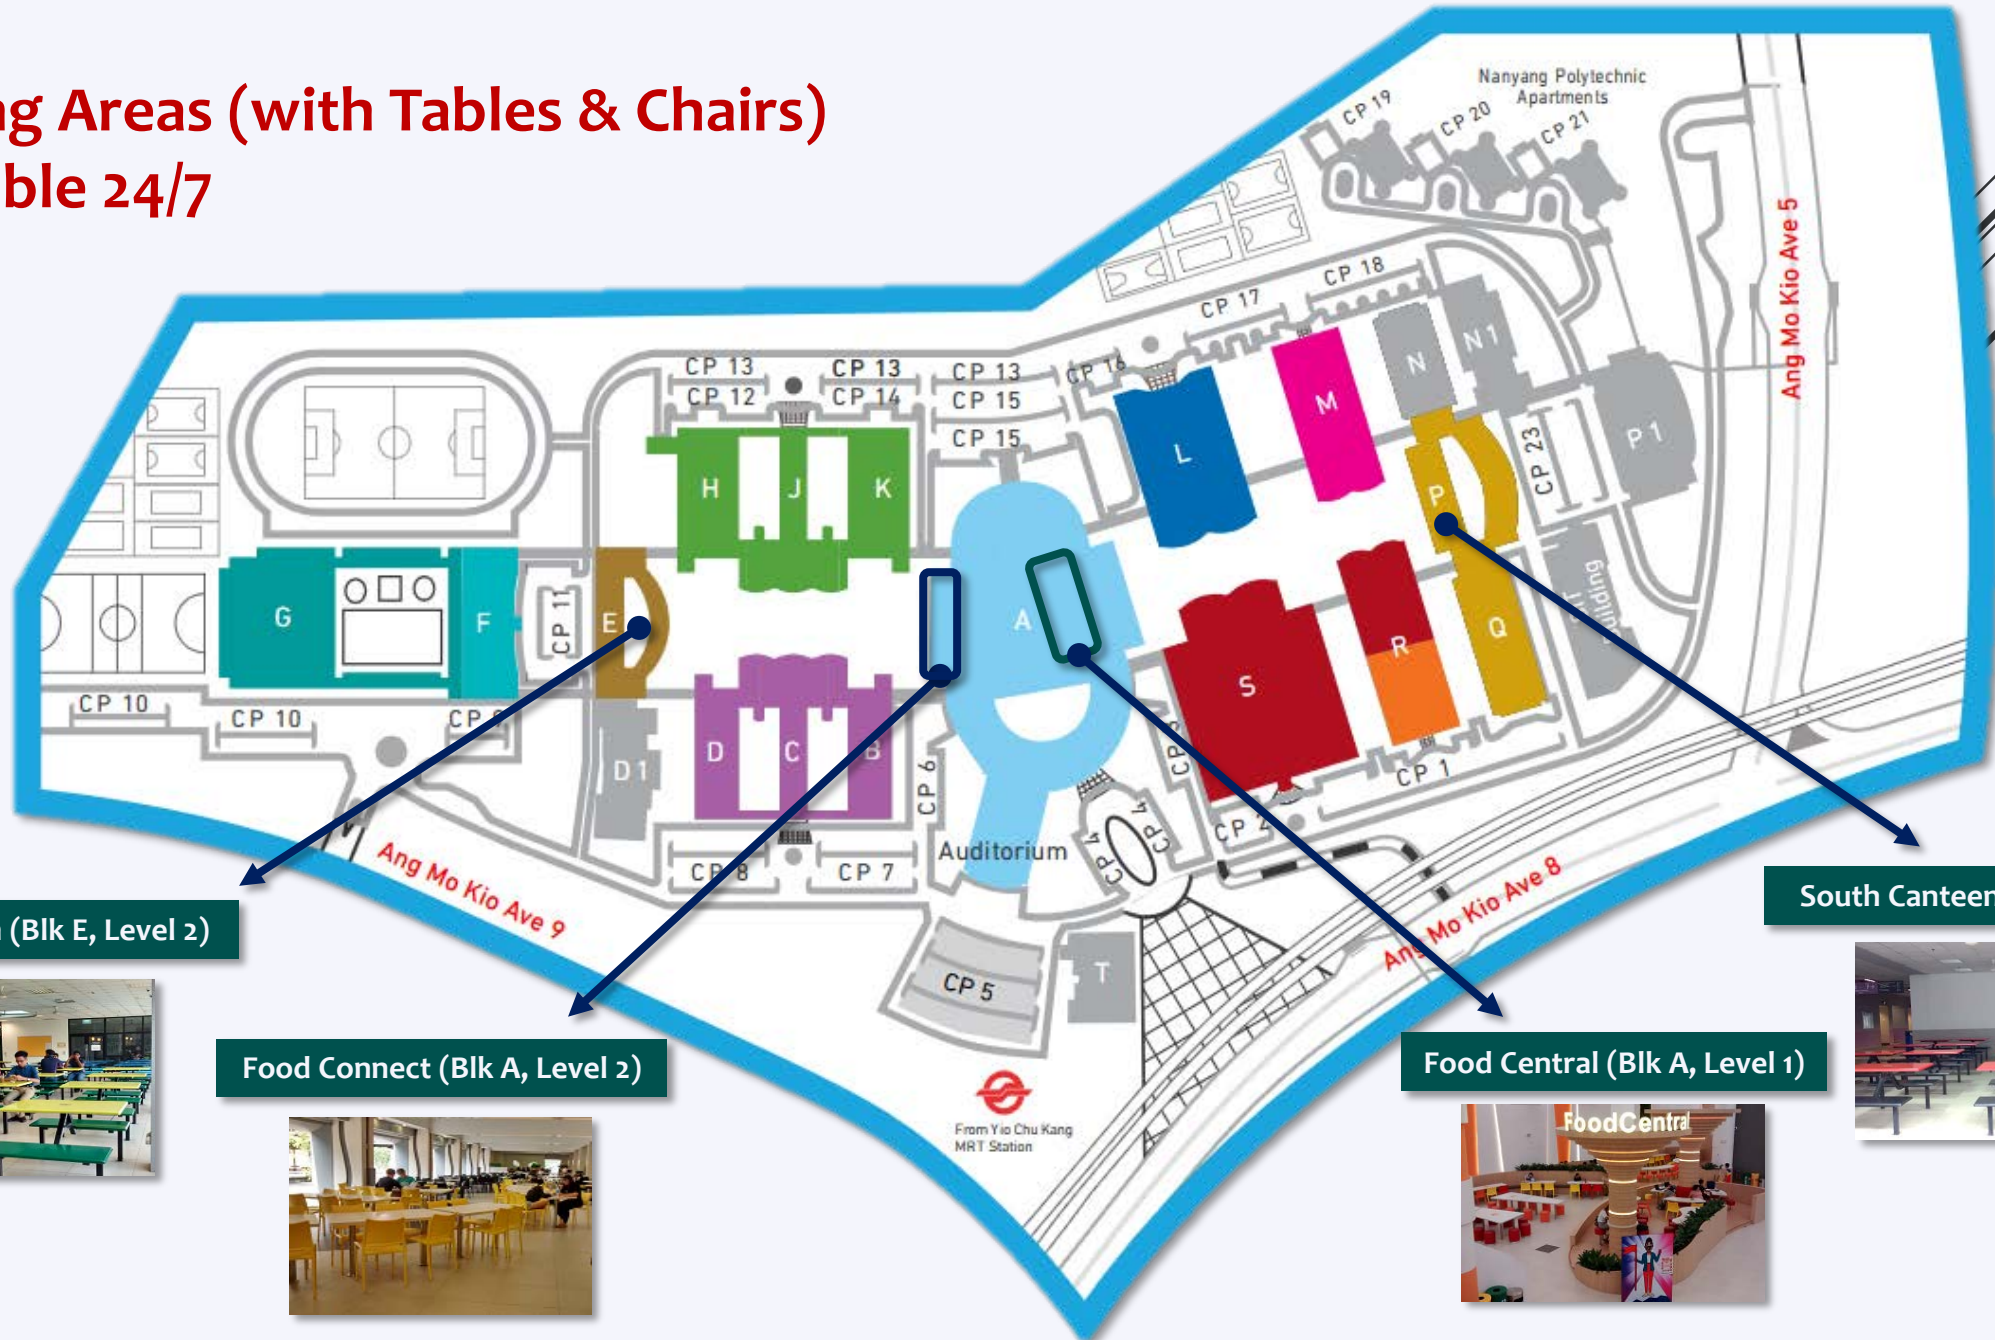 ng Areas (with Tables & Chairs)
ble 24/7
Nanyang Polytechnic
Apartments
CP 19
CP 20
CP 21
Ang Mo Kio Ave 5
CP 18
CP 17
CP 16
CP 13
CP 13
CP 13
CP 12
CP 14
CP 15
CP 15
N
N1
M
L
P
P1
CP 23
H
J
K
G
F
CP 11
E
A
Q
R
S
Building
CP 10
CP 10
D1
D
C
B
CP 6
CP 1
CP 2
CP 4
CP 4
Auditorium
CP 8
CP 7
Ang Mo Kio Ave 9
Ang Mo Kio Ave 8
CP 5
T
(Blk E, Level 2)
South Canteen
Food Connect (Blk A, Level 2)
Food Central (Blk A, Level 1)
From Yio Chu Kang
MRT Station
FoodCentral